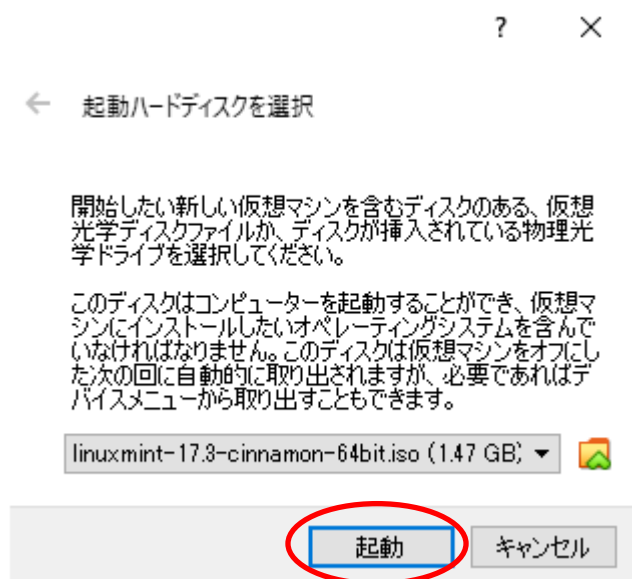 ?
起動ハードディスクを選択
開始したい新しい仮想マシンを含むディスクのある、仮想
光学ディスクファイルか、ディスクが挿入されている物理光
学ドライブを選択してください。
このディスクはコンピューターを起動することができ、仮想マ
シンにインストールしたいオペレーティングシステムを含んで
いなければなりません。このディスクは仮想マシンをオフにし
た次の回に自動的に取り出されますが、必要であればデ
バイスメニューから取り出すこともできます。
linuxmint-17.3-cinnamon-64bit.iso (1.47 GB)
起動 キャンセル